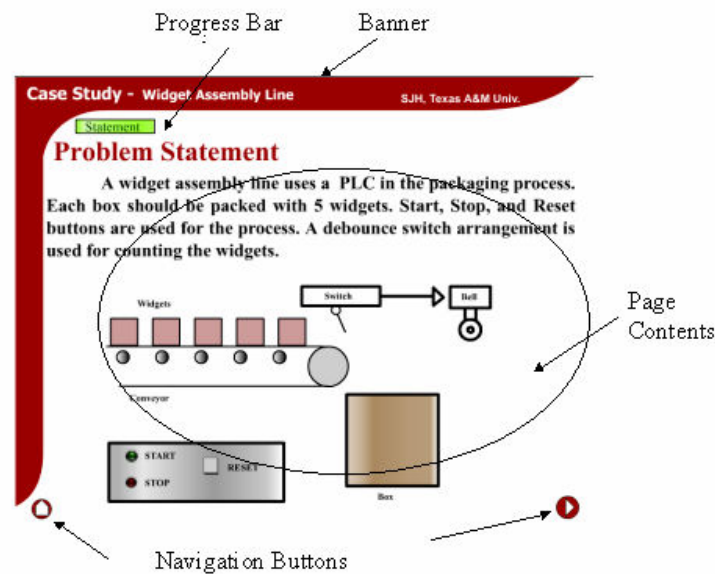 Progress Bar
Banner
Case Study - Widget Assembly Line
SJH, Texas A&M Univ.
Statement
Problem Statement
A widget assembly line uses a PLC in the packaging process.
Each box should be packed with 5 widgets. Start, Stop, and Reset
buttons are used for the process. A debounce switch arrangement is
used for counting the widgets.
Switch
Bell
Widgets
Page
Contents
Conveyor
START
RESET
STOP
Box
Navigation Buttons